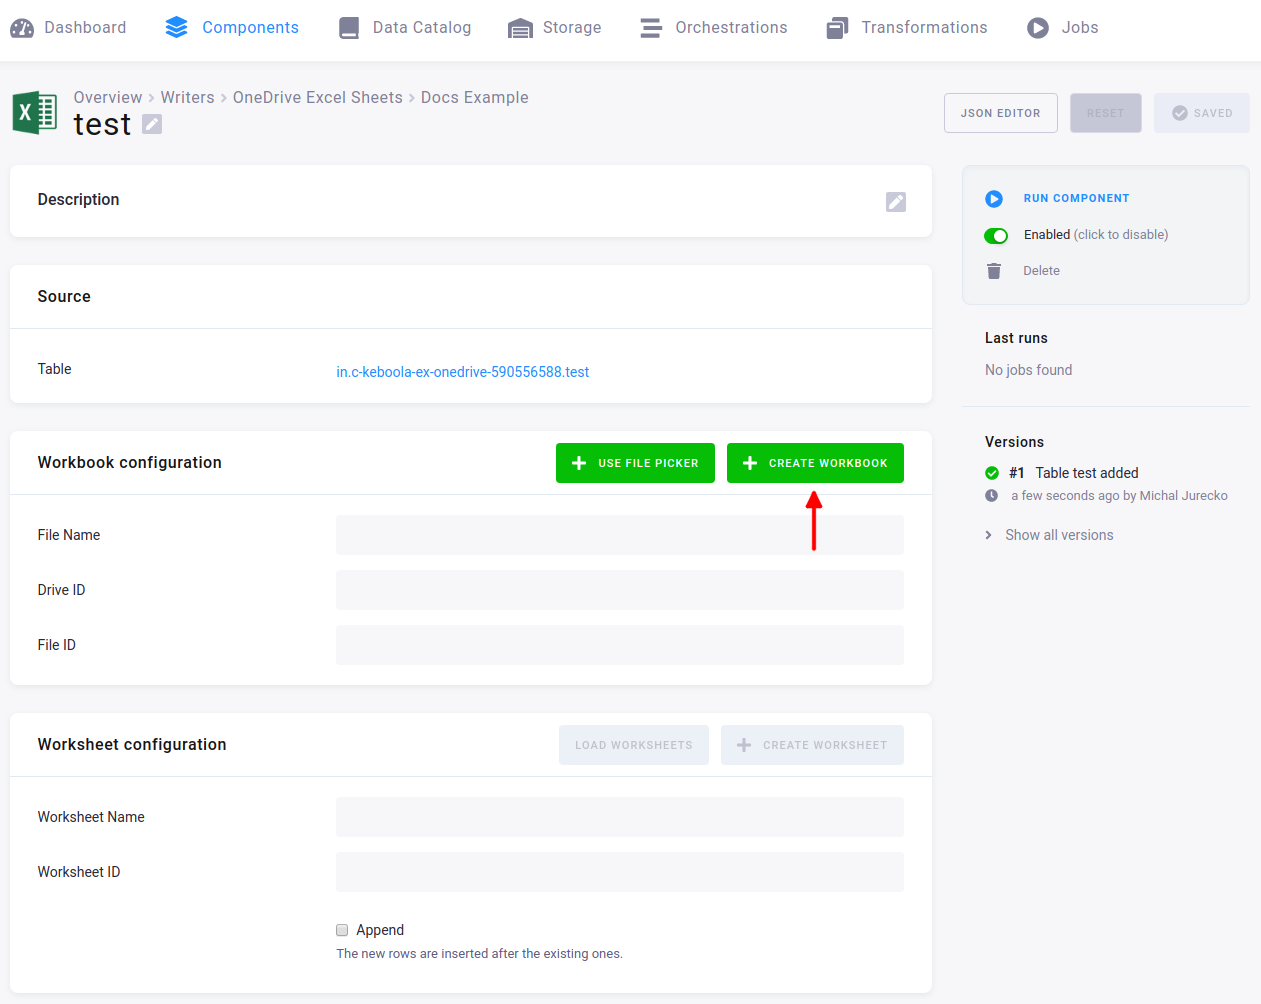 Dashboard Components Data Catalog Storage Orchestrations Transformations Jobs
Overview > Writers > OneDrive Excel Sheets > Docs Example
test
JSON EDITOR RESET SAVED
Description
RUN COMPONENT
Enabled (click to disable)
Delete
Source
Table in.c-keboola-ex-onedrive-590556588.test
Last runs
No jobs found
Workbook configuration USE FILE PICKER CREATE WORKBOOK
File Name
Drive ID
File ID
Versions
#1 Table test added
a few seconds ago by Michal Jurecko
Show all versions
Worksheet configuration LOAD WORKSHEETS CREATE WORKSHEET
Worksheet Name
Worksheet ID
Append
The new rows are inserted after the existing ones.